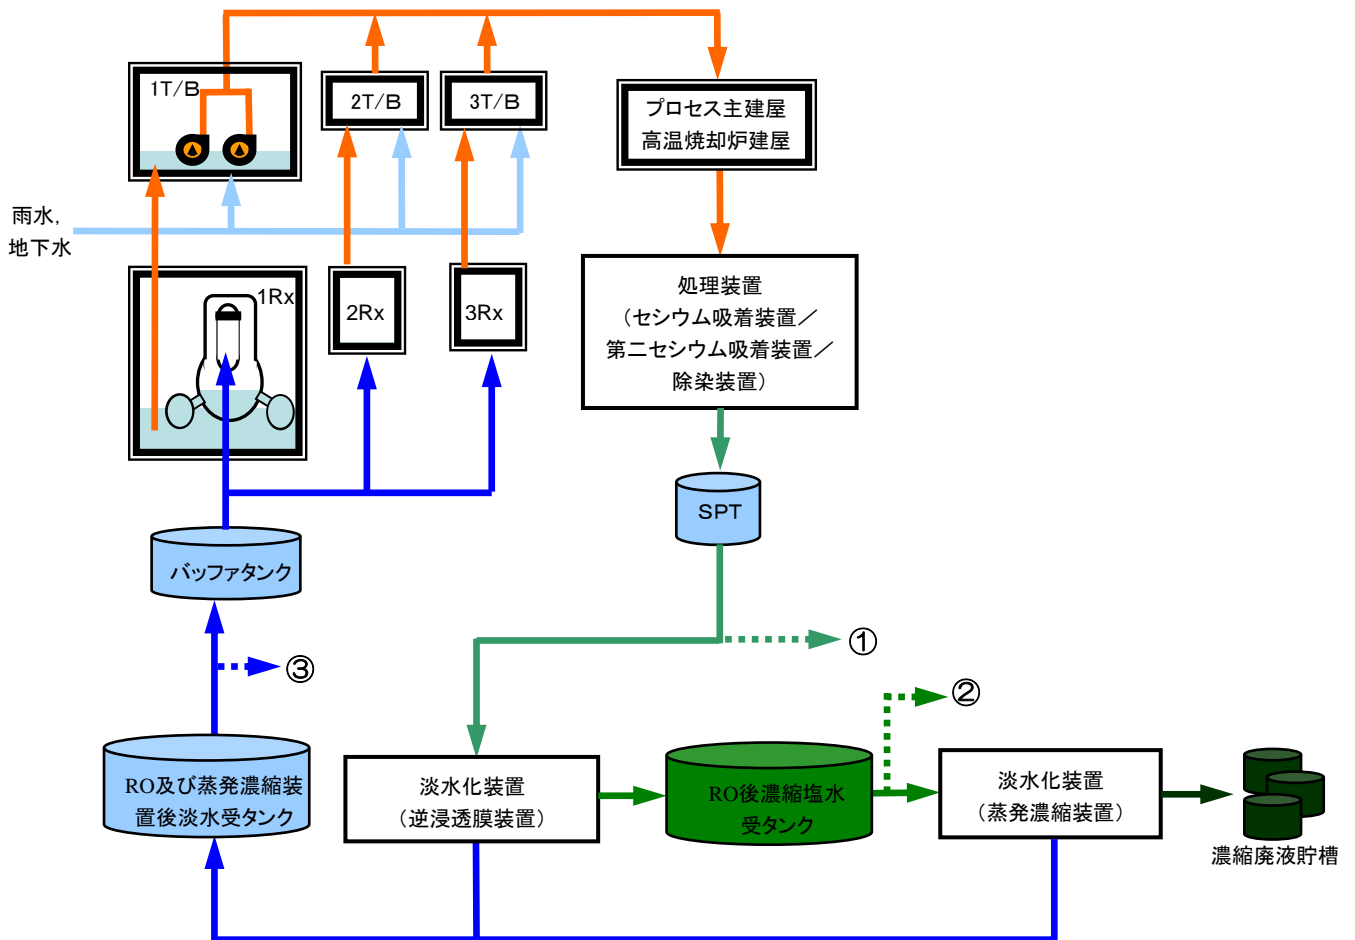 1T/B
2T/B
3T/B
プロセス主建屋
高温焼却炉建屋
雨水,
地下水
1Rx
2Rx
3Rx
処理装置
（セシウム吸着装置／
第二セシウム吸着装置／
除染装置）
SPT
バッファタンク
①
②
③
RO及び蒸発濃縮装
置後淡水受タンク
淡水化装置
（逆浸透膜装置）
RO後濃縮塩水
受タンク
淡水化装置
（蒸発濃縮装置）
濃縮廃液貯槽